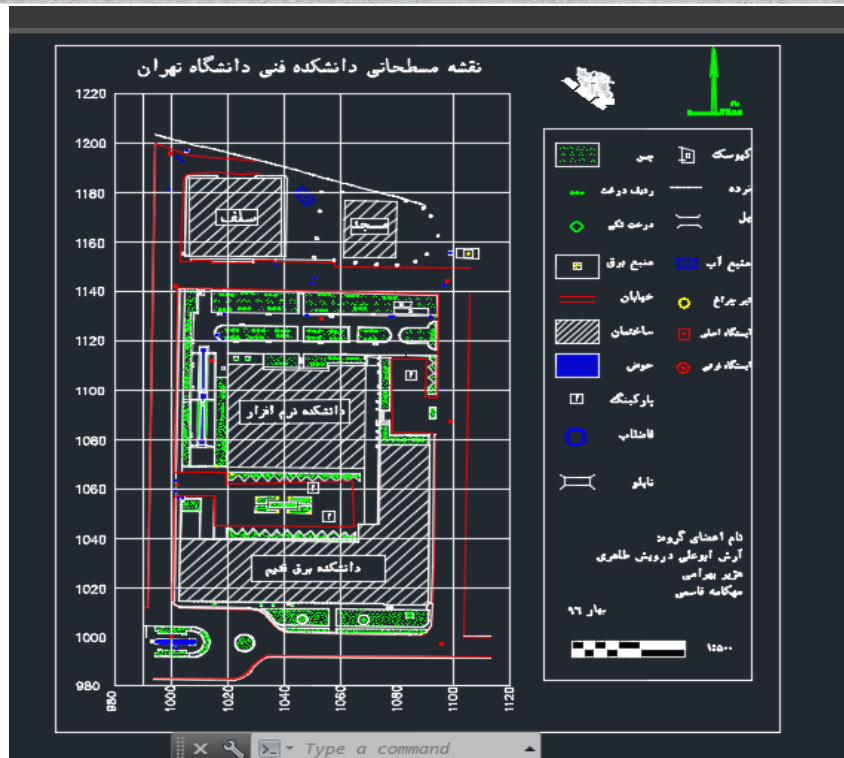 نقشه مسطحاتی دانشکده فنی دانشگاه تهران
1220
1200
1180
1160
1140
1120
1100
1080
1060
1040
1020
1000
980
980
1000
1020
1040
1060
1080
1100
1120
سلف
مسجد
دانشکده نرم افزار
دانشکده برق قدیم
P
P
P
کیوسک
چمن
نرده
ردیف درخت
پل
درخت تکی
منبع آب
منبع برق
تیر چراغ
خیابان
ایستگاه اصلی
ساختمان
ایستگاه فرعی
حوض
پارکینگ
P
فاضلاب
تابلو
نام اعضای گروه:
آرش ابوعلی درویش طاهری
هژیر بهرامی
مهکامه قاسمی
بهار ۹۶
۱:۵۰۰
Type a command